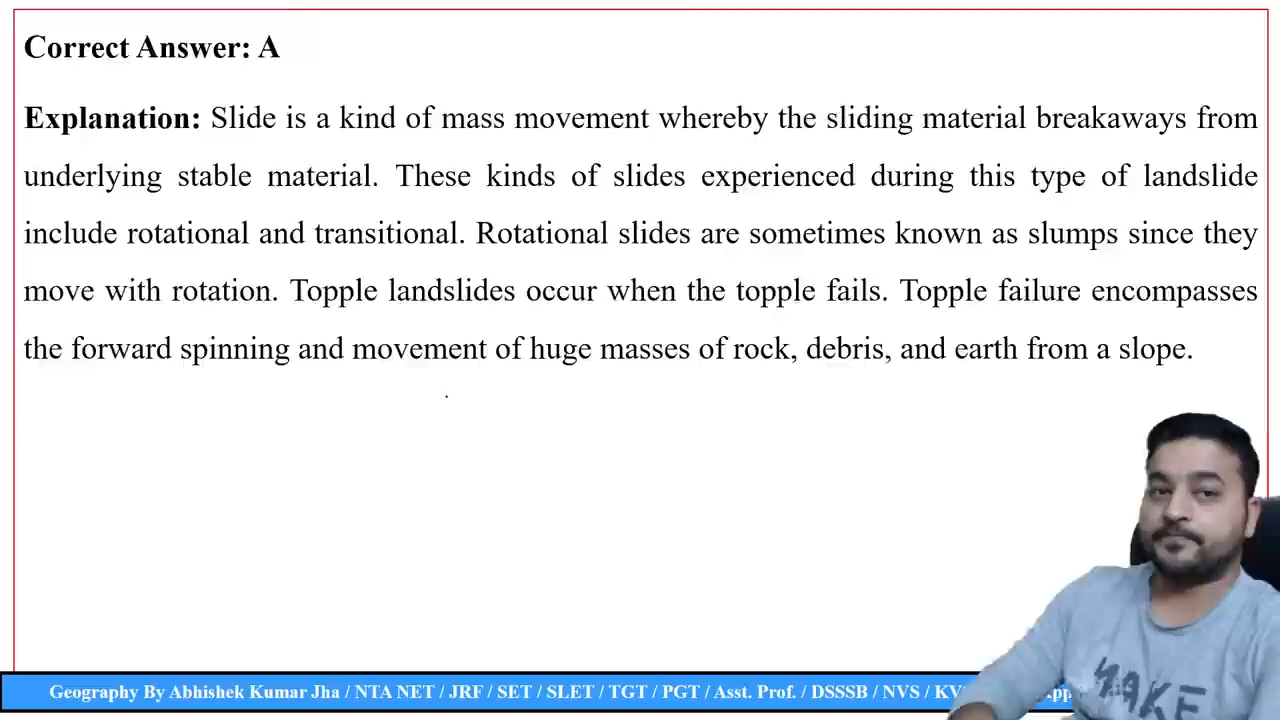 Correct Answer: A
Explanation: Slide is a kind of mass movement whereby the sliding material breakaways from
underlying stable material. These kinds of slides experienced during this type of landslide
include rotational and transitional. Rotational slides are sometimes known as slumps since they
move with rotation. Topple landslides occur when the topple fails. Topple failure encompasses
the forward spinning and movement of huge masses of rock, debris, and earth from a slope.
Geography By Abhishek Kumar Jha / NTA NET / JRF / SET / SLET / TGT / PGT / Asst. Prof. / DSSSB / NVS /
MAKE